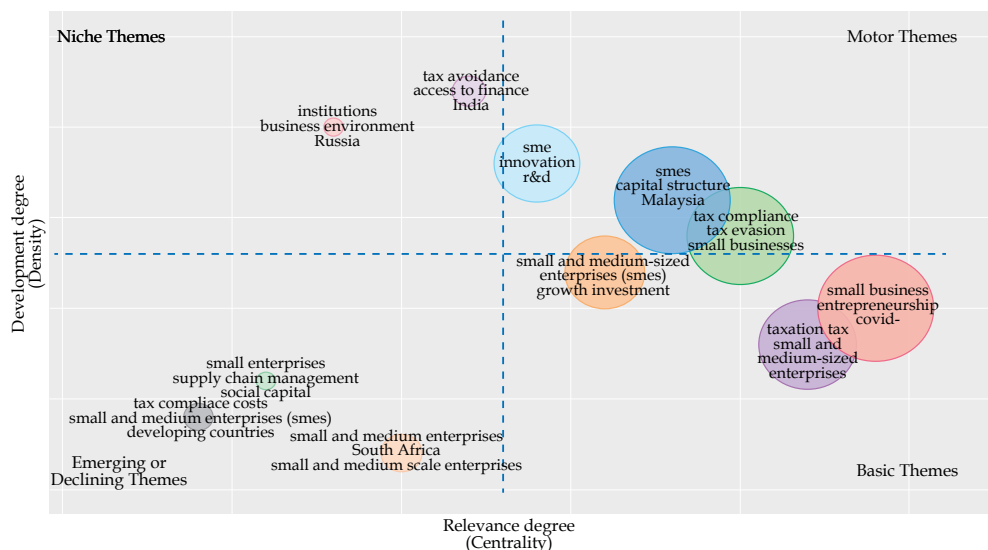 Niche Themes
Motor Themes
tax avoidance
access to finance
India
institutions
business environment
Russia
sme
innovation
r&d
smes
capital structure
Malaysia
tax compliance
tax evasion
small businesses
small and medium-sized
enterprises (smes)
growth investment
small business
entrepreneurship
covid-
taxation tax
small and
medium-sized
enterprises
small enterprises
supply chain management
social capital
tax compliace costs
small and medium enterprises (smes)
developing countries
small and medium enterprises
South Africa
small and medium scale enterprises
Emerging or
Declining Themes
Basic Themes
Development degree
(Density)
Relevance degree
(Centrality)